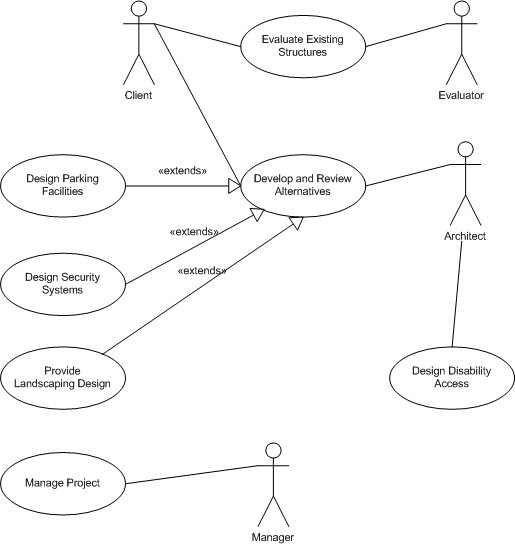 Evaluate Existing
Structures
Client
Evaluator
Design Parking
Facilities
«extends»
Develop and Review
Alternatives
Architect
«extends»
«extends»
Design Security
Systems
Provide
Landscaping Design
Design Disability
Access
Manage Project
Manager